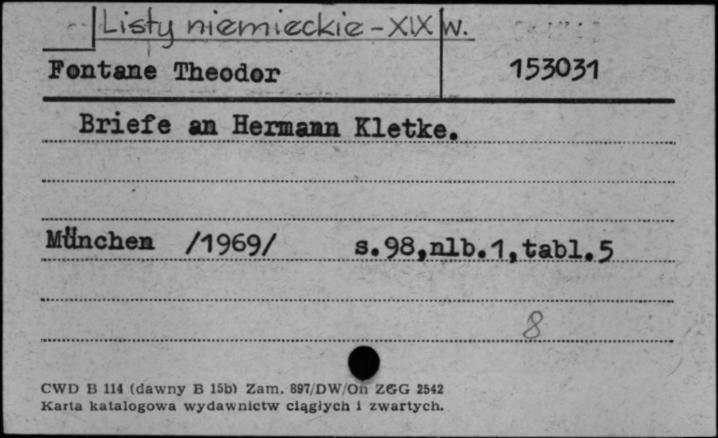 Listy niemieckie - XIX w.
Fontane Theodor 153031
Briefe an Hermann Kletke.
München /1969/ s.98,nlb.1,tabl.5
8
CWD B 114 (dawny B 15b) Zam. 897/DW/On ZGG 2542
Karta katalogowa wydawnictw ciągłych i zwartych.